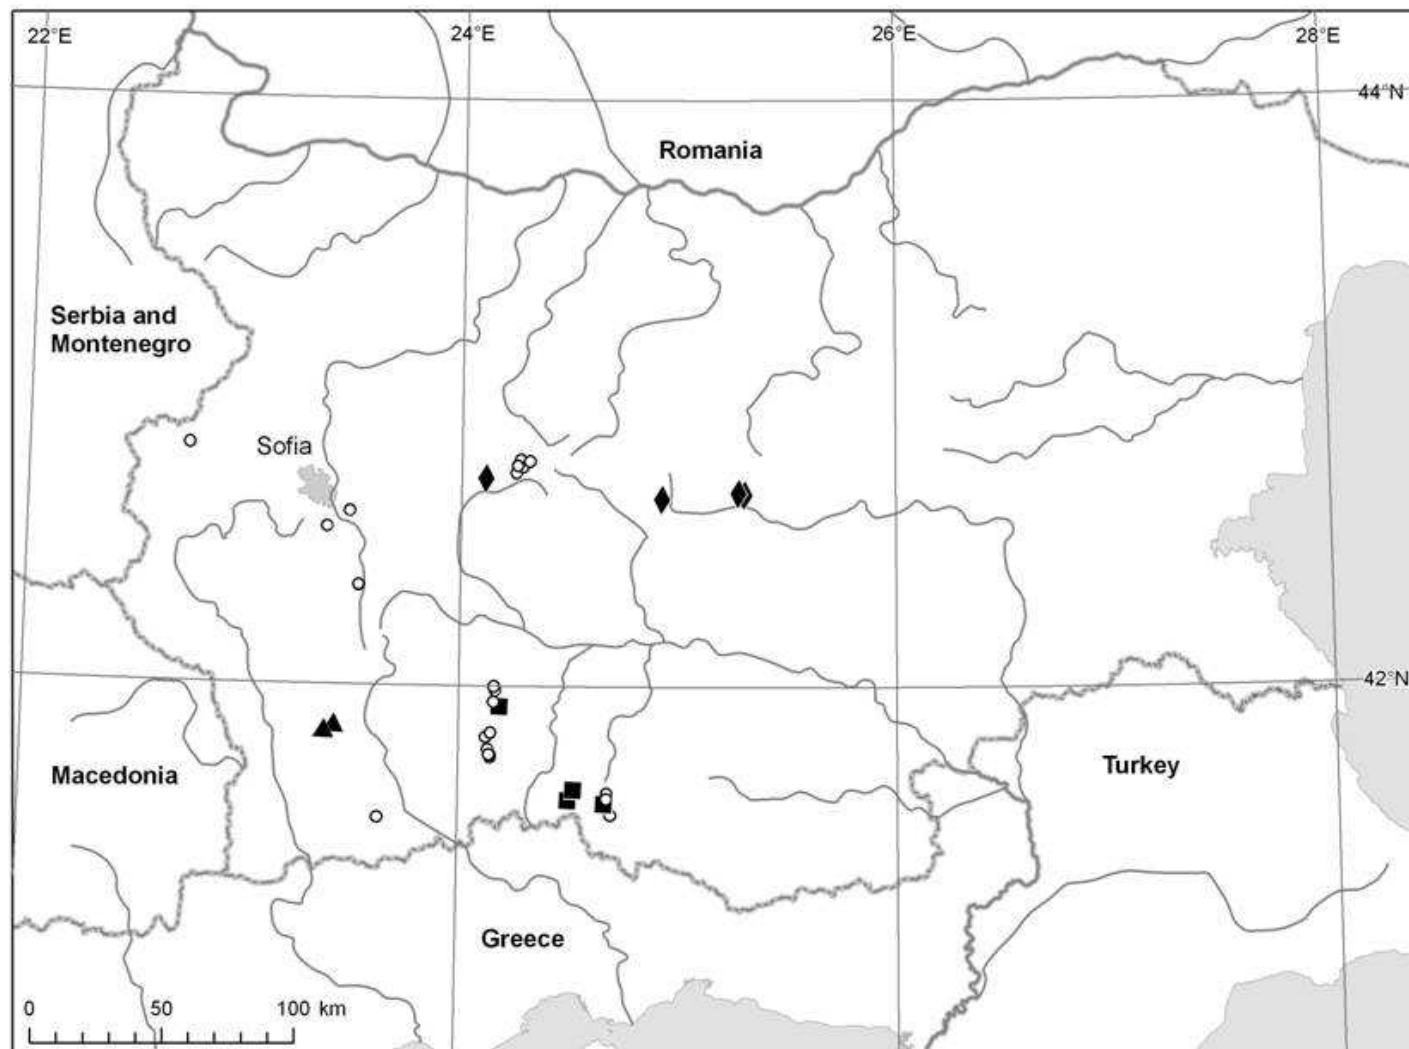 22°E
24°E
26°E
28°E
44°N
Romania
Serbia and
Montenegro
Sofia
42°N
Macedonia
Turkey
Greece
0 50 100 km